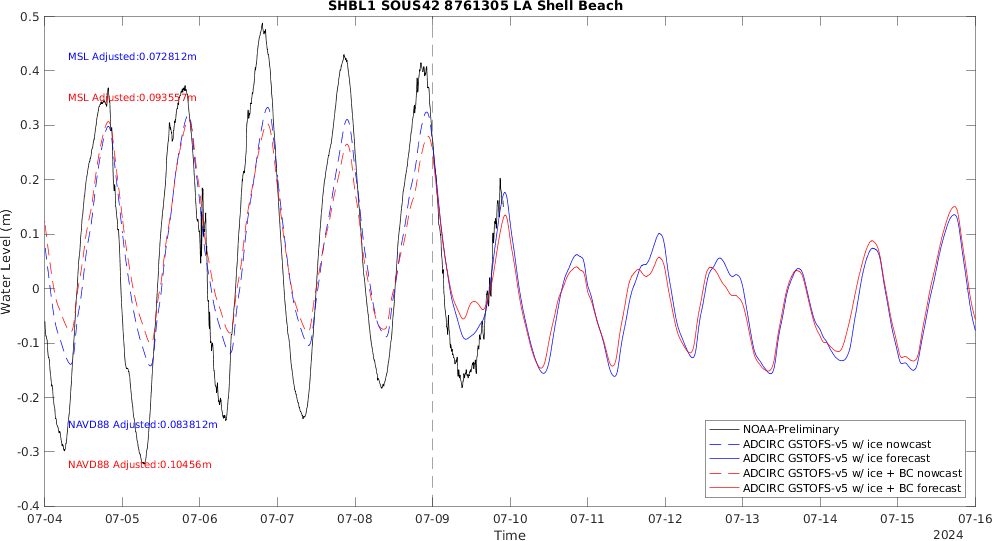 SHBL1 SOUS42 8761305 LA Shell Beach
0.5
0.4
0.3
0.2
0.1
0
-0.1
-0.2
-0.3
-0.4
Water Level (m)
MSL Adjusted:0.072812m
MSL Adjusted:0.093557m
NAVD88 Adjusted:0.083812m
NAVD88 Adjusted:0.10456m
NOAA-Preliminary
ADCIRC GSTOFS-v5 w/ ice nowcast
ADCIRC GSTOFS-v5 w/ ice forecast
ADCIRC GSTOFS-v5 w/ ice + BC nowcast
ADCIRC GSTOFS-v5 w/ ice + BC forecast
07-04 07-05 07-06 07-07 07-08 07-09 07-10 07-11 07-12 07-13 07-14 07-15 07-16
Time
2024